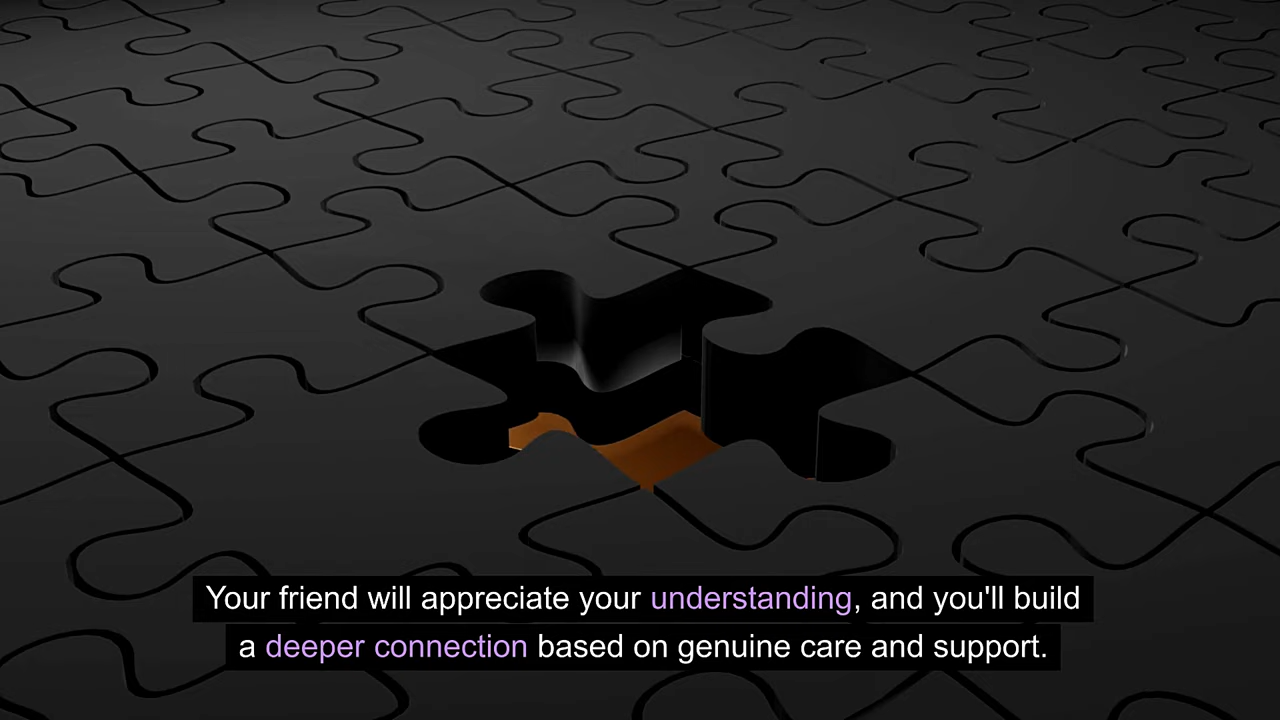 Your friend will appreciate your understanding, and you'll build
a deeper connection based on genuine care and support.